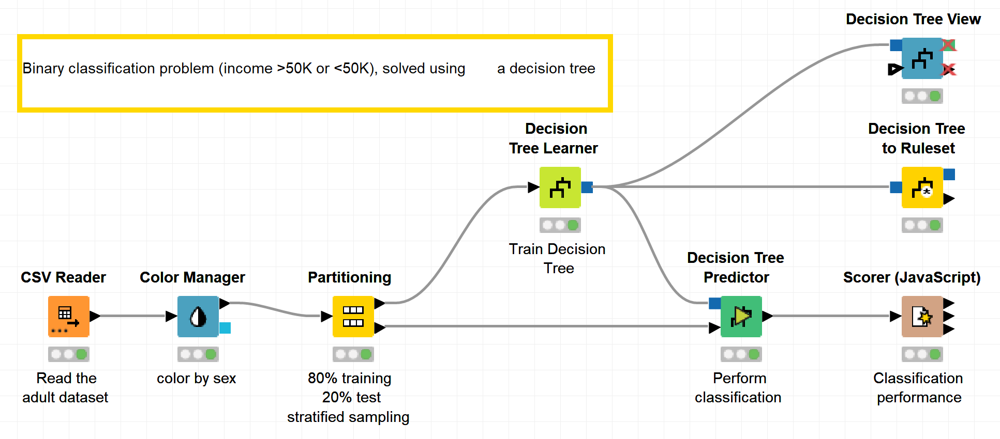 Decision Tree View
Binary classification problem (income >50K or <50K), solved using a decision tree
Decision
Tree Learner
Decision Tree
to Ruleset
Train Decision
Tree
Decision Tree
Predictor
CSV Reader
Color Manager
Partitioning
Scorer (JavaScript)
Read the
adult dataset
color by sex
80% training
20% test
stratified sampling
Perform
classification
Classification
performance